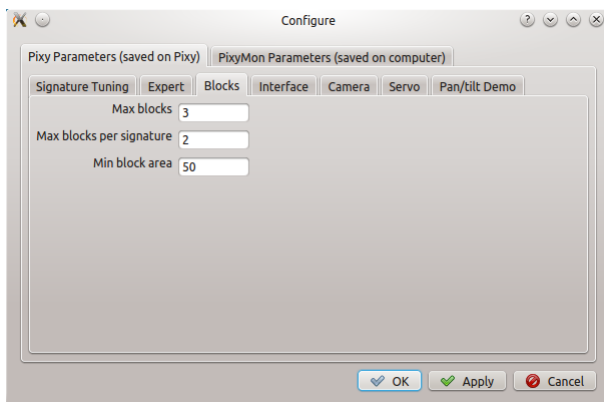 Configure
Pixy Parameters (saved on Pixy) PixyMon Parameters (saved on computer)
Signature Tuning Expert Blocks Interface Camera Servo Pan/tilt Demo
Max blocks 3
Max blocks per signature 2
Min block area 50
OK Apply Cancel